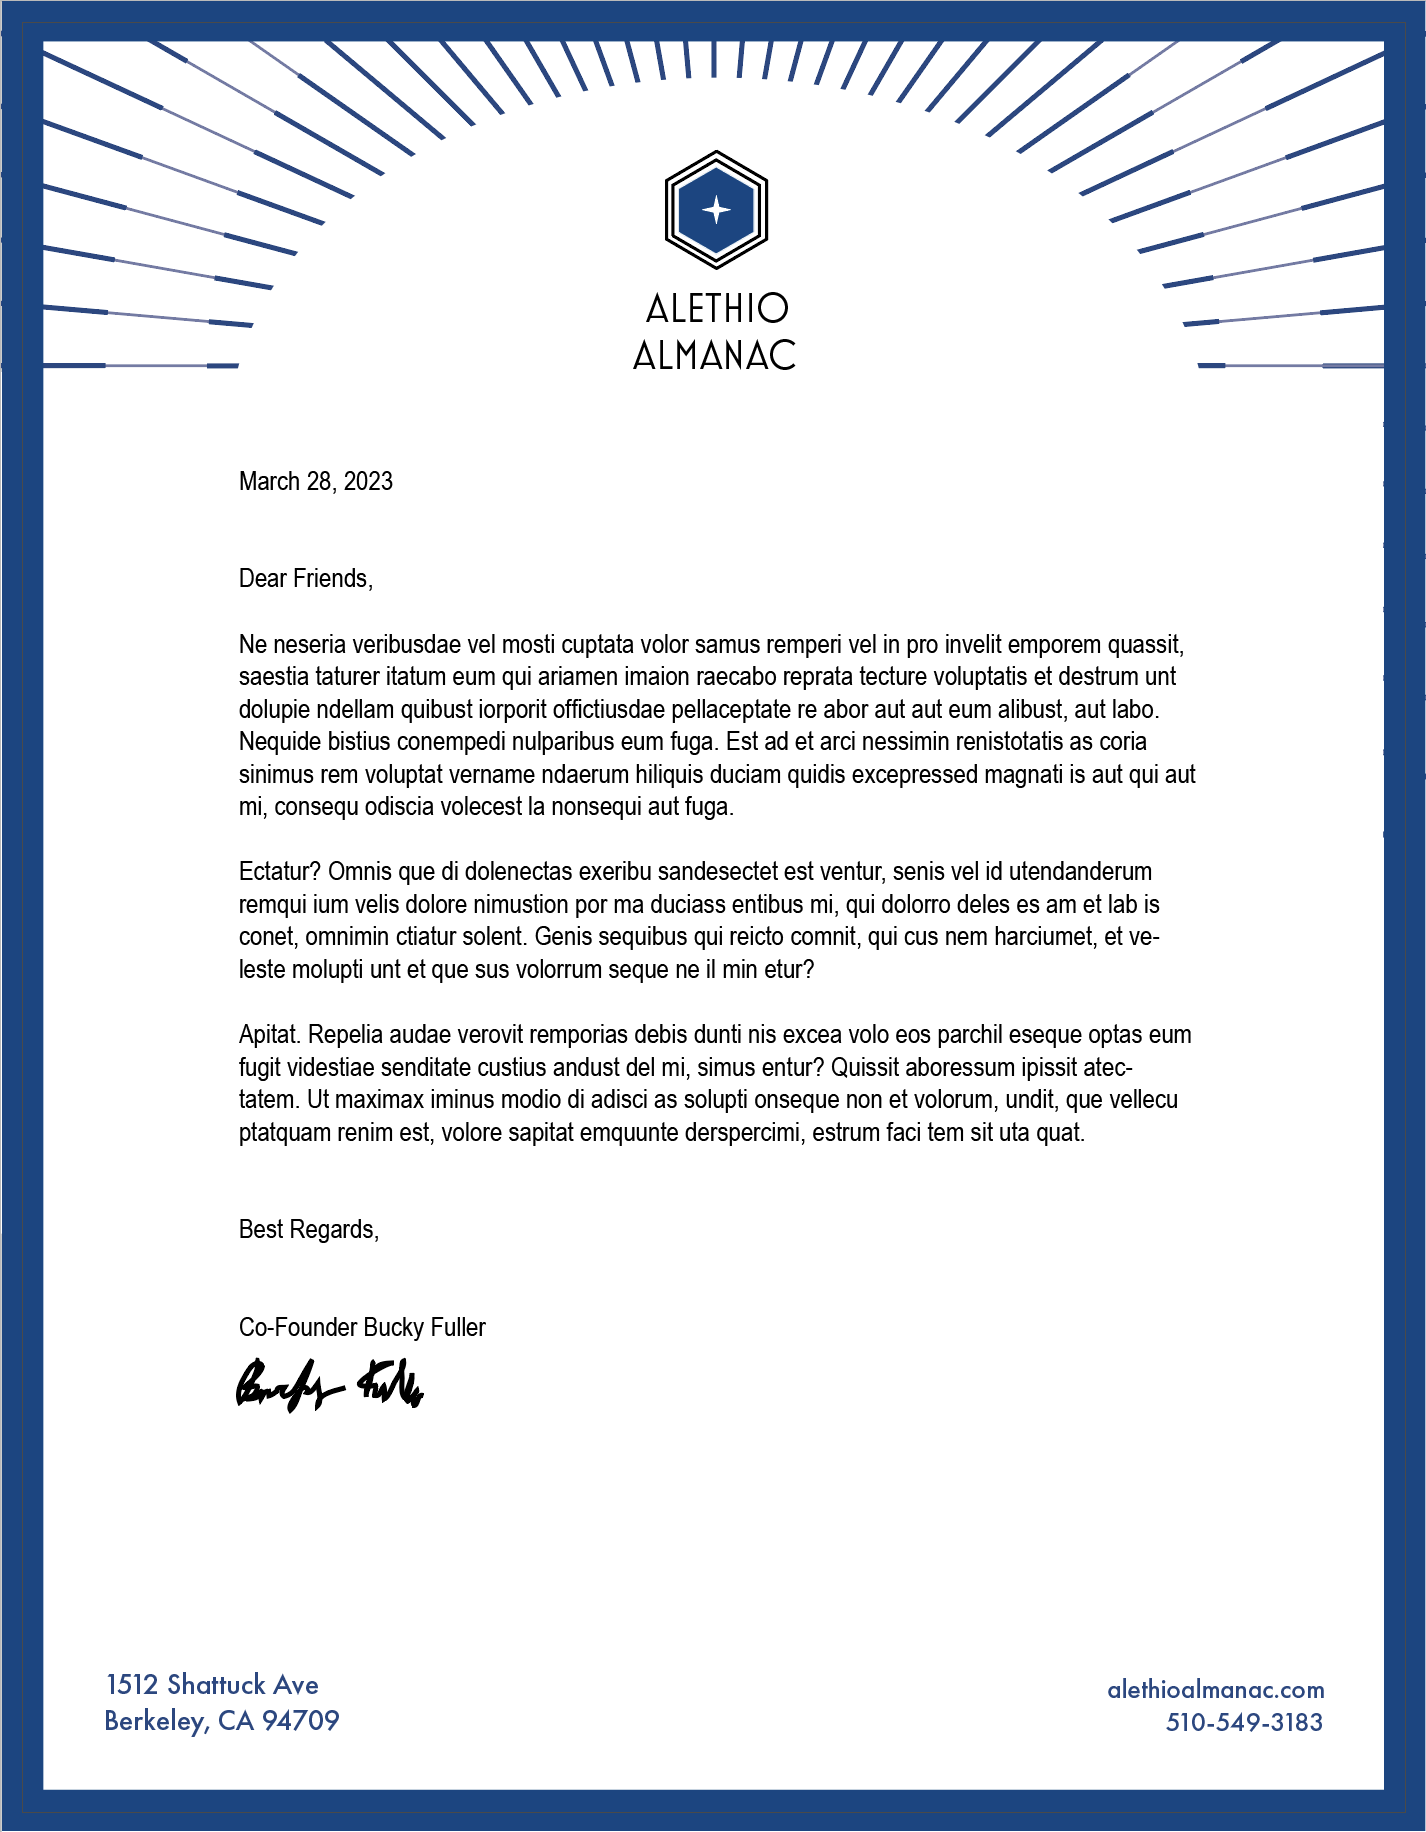 ALETHIO
ALMANAC
March 28, 2023
Dear Friends,
Ne neseria veribusdae vel mosti cuptata volor samus remperi vel in pro invelit emporem quassit,
saestia taturer itatum eum qui ariamen imaion raecabo reprata tecture voluptatis et destrum unt
dolupie ndellam quibust iorporit offictiusdae pellaceptate re abor aut aut eum alibust, aut labo.
Nequide bistius conempedi nulparibus eum fuga. Est ad et arci nessimin renistotatis as coria
sinimus rem voluptat vername ndaerum hiliquis duciam quidis excepressed magnati is aut qui aut
mi, consequ odiscia volecest la nonsequi aut fuga.
Ectatur? Omnis que di dolenectas exeribu sandesectet est ventur, senis vel id utendanderum
remqui ium velis dolore nimustion por ma duciass entibus mi, qui dolorro deles es am et lab is
conet, omnimin ctiatur solent. Genis sequibus qui reicto comnit, qui cus nem harciumet, et ve-
leste molupti unt et que sus volorrum seque ne il min etur?
Apitat. Repelia audae verovit remporias debis dunti nis excea volo eos parchil eseque optas eum
fugit videstiae senditate custius andust del mi, simus entur? Quissit aboressum ipissit atec-
tatem. Ut maximax iminus modio di adisci as solupti onseque non et volorum, undit, que vellecu
ptatquam renim est, volore sapitat emquunte derspercimi, estrum faci tem sit uta quat.
Best Regards,
Co-Founder Bucky Fuller
Bucky Fuller
1512 Shattuck Ave
Berkeley, CA 94709
alethioalmanac.com
510-549-3183